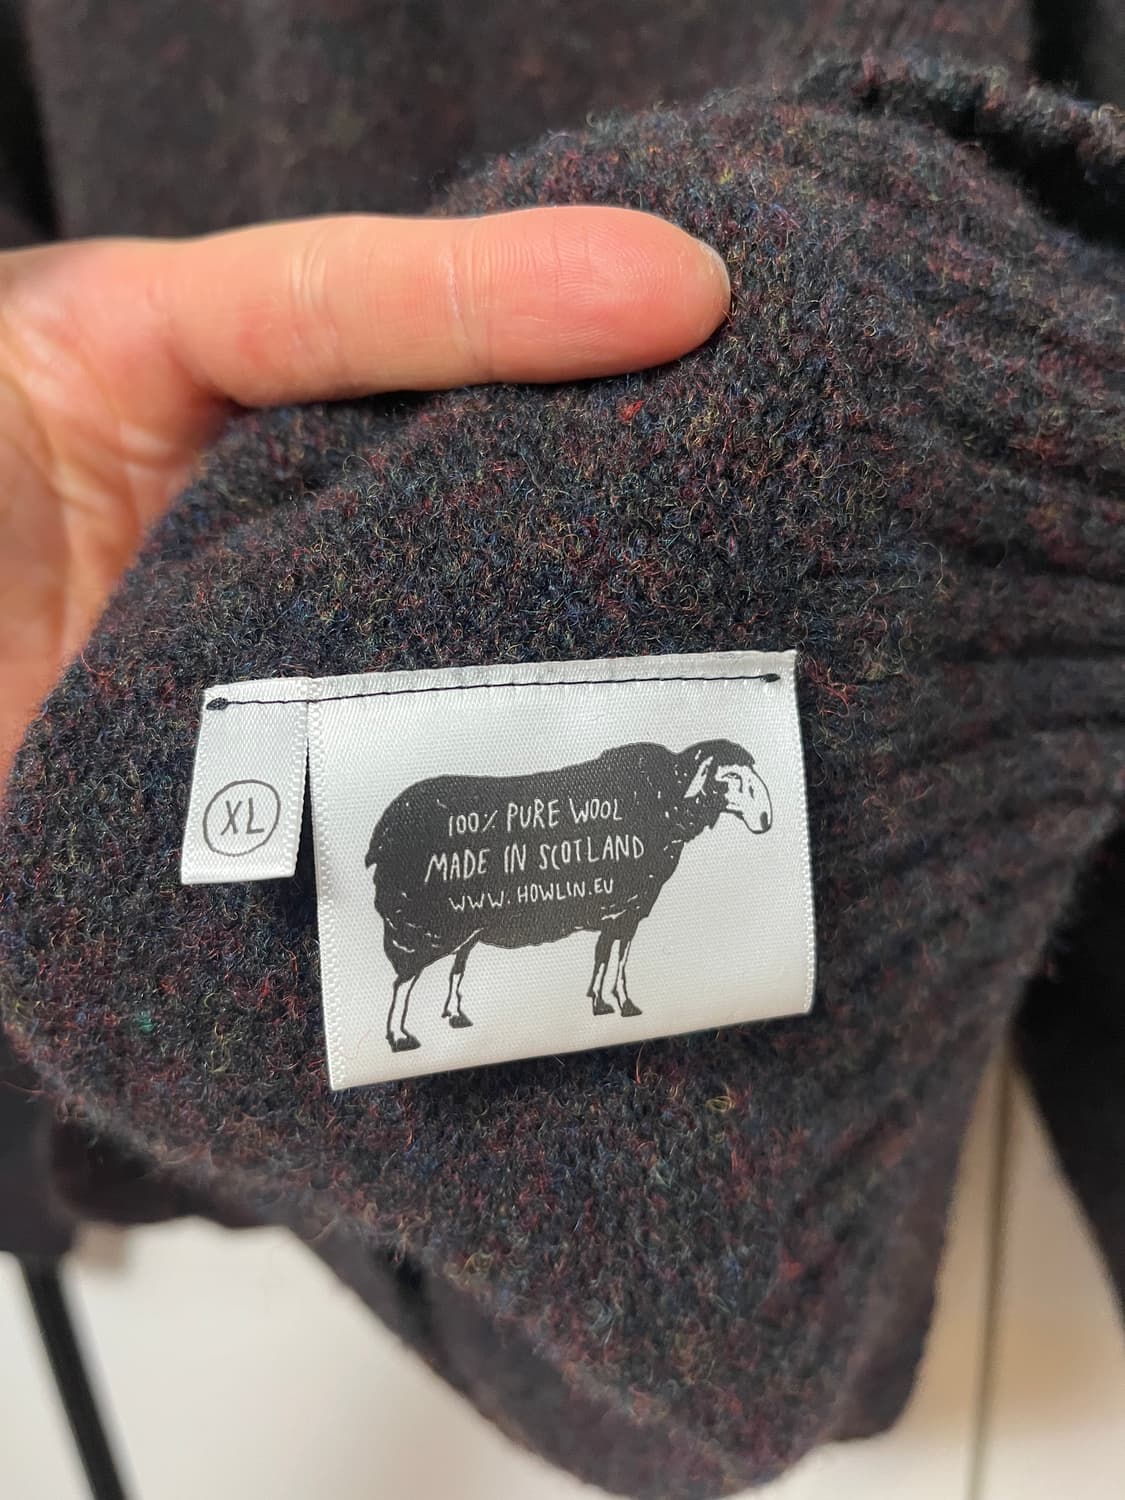 XL
100% PURE WOOL
MADE IN SCOTLAND
WWW.HOWLIN.EU